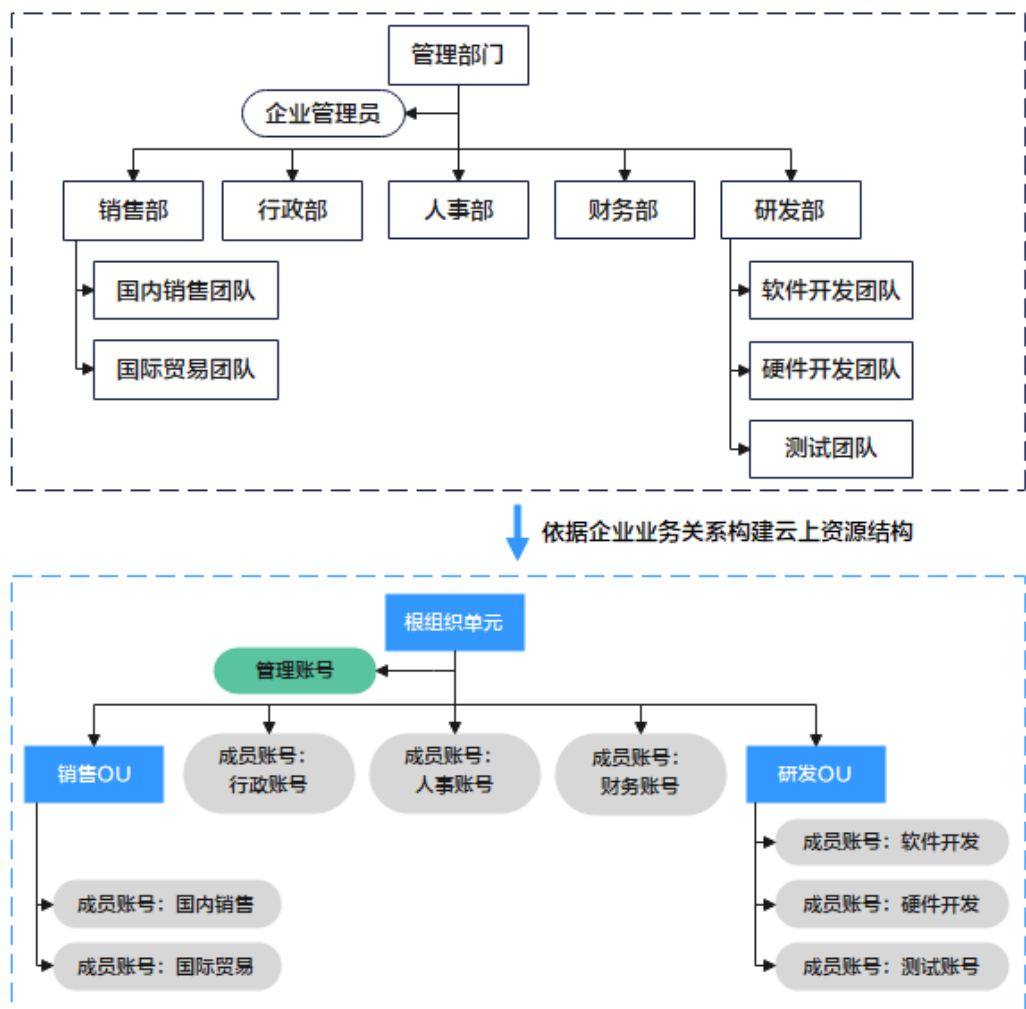 管理部门
企业管理员
销售部
行政部
人事部
财务部
研发部
国内销售团队
国际贸易团队
软件开发团队
硬件开发团队
测试团队
依据企业业务关系构建云上资源结构
根组织单元
管理账号
销售OU
成员账号：
行政账号
成员账号：
人事账号
成员账号：
财务账号
研发OU
成员账号：国内销售
成员账号：国际贸易
成员账号：软件开发
成员账号：硬件开发
成员账号：测试账号